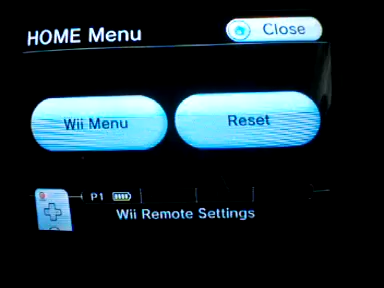 HOME Menu
Close
Wii Menu
Reset
P1
Wii Remote Settings